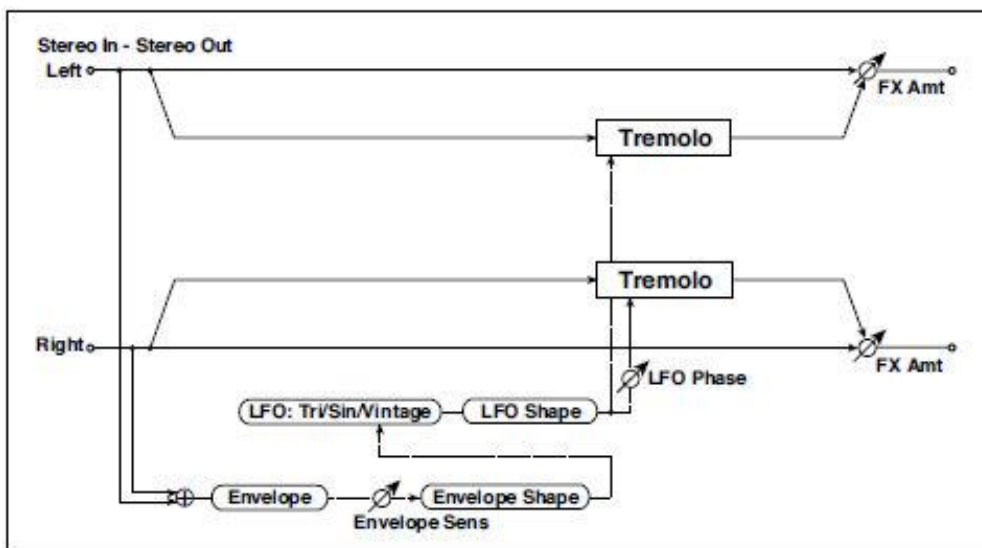 Stereo In - Stereo Out
Left
FX Amt
Tremolo
Tremolo
Right
FX Amt
LFO Phase
LFO: Tri/Sin/Vintage
LFO Shape
Envelope
Envelope Shape
Envelope Sens